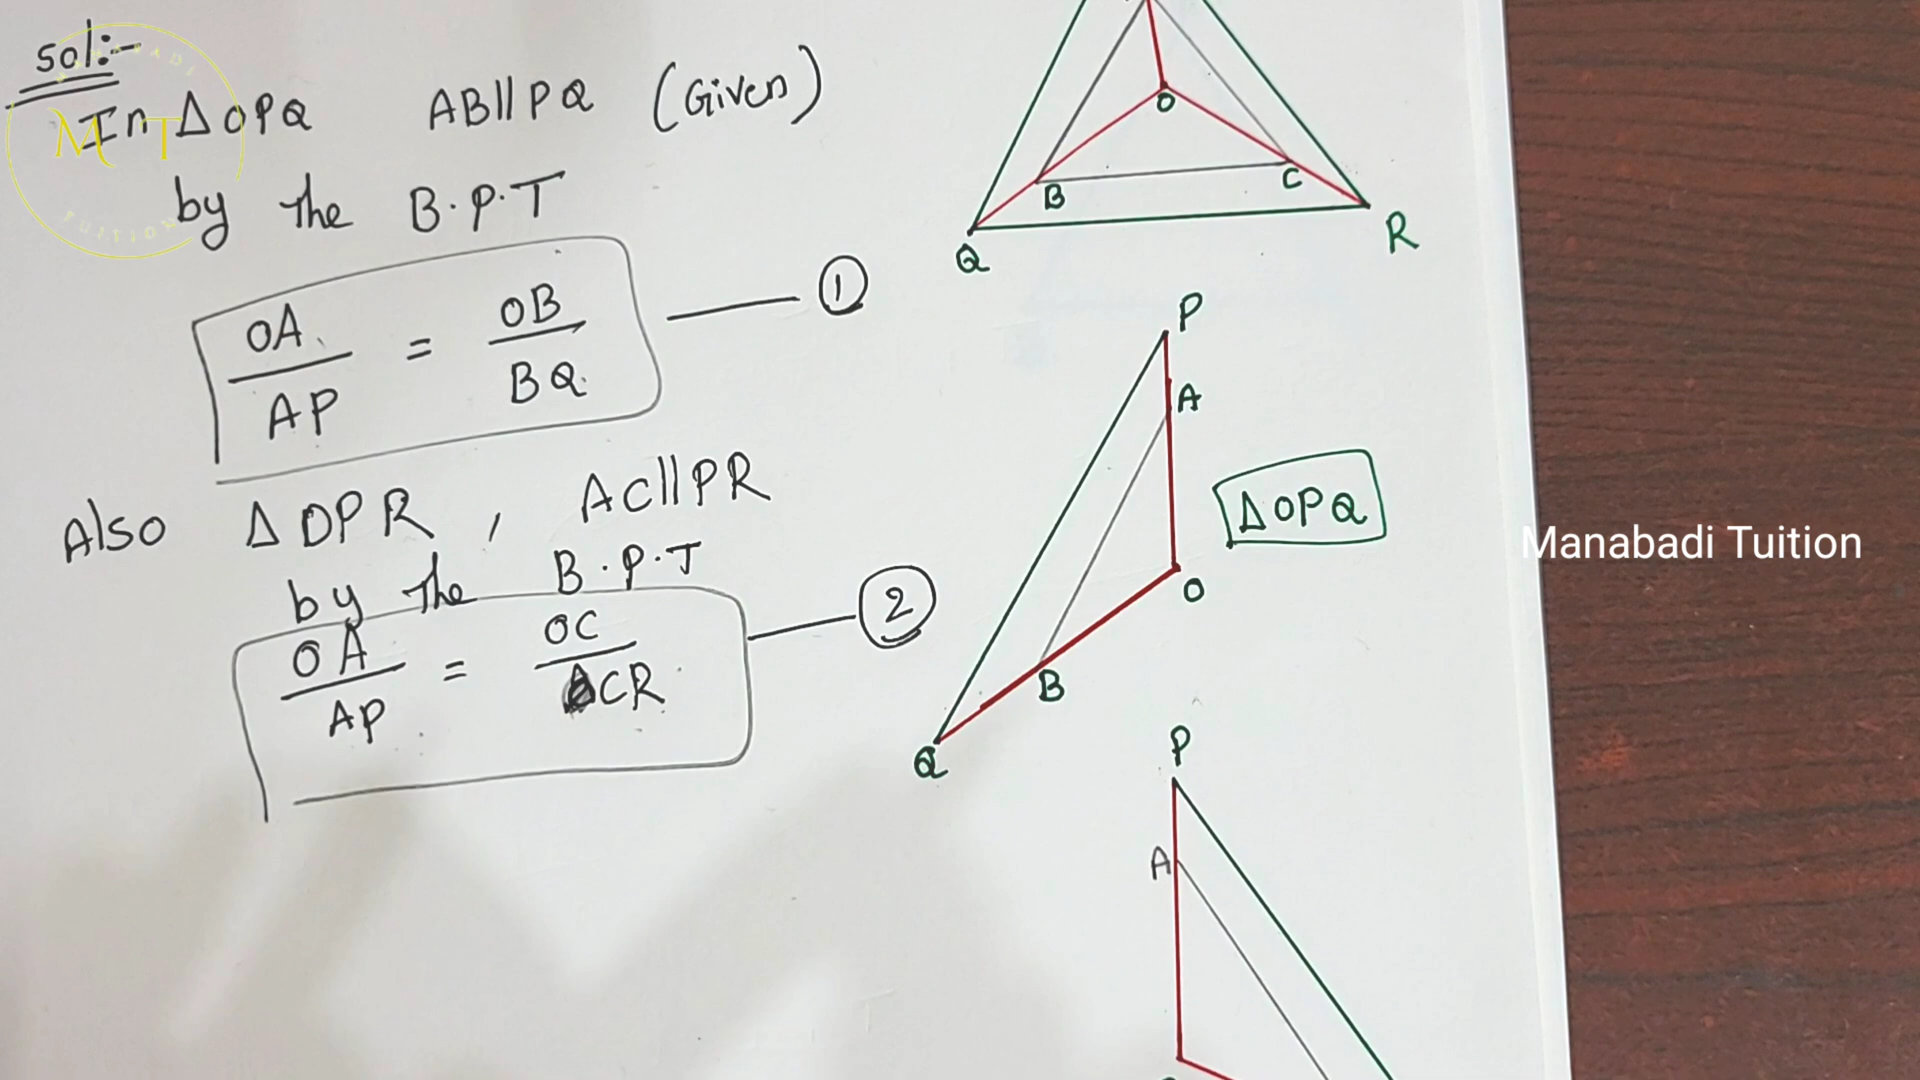 Sol:-
In ΔOPQ AB||PQ (Given)
by the B.P.T
OA/AP = OB/BQ — ①
Also ΔOPR, AC||PR
by the B.P.T
OA/AP = OC/CR — ②
O
B
C
Q
R
P
A
ΔOPQ
O
B
Q
P
A
Manabadi Tuition
M T
TUITION